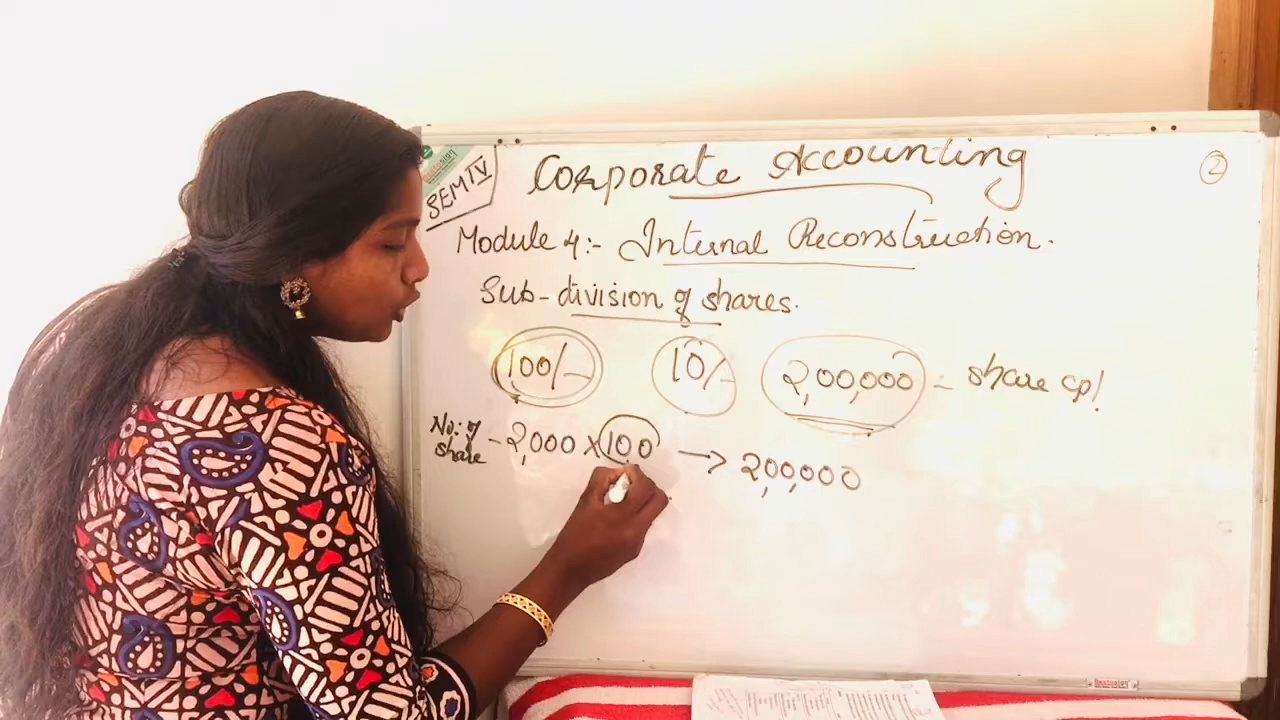 SEM IV
Corporate Accounting
2
Module 4:- Internal Reconstruction.
Sub-division of shares.
100/- 10/- 2,00,000 - share cpl
No: of share - 2,000 x 100 → 2,00,000